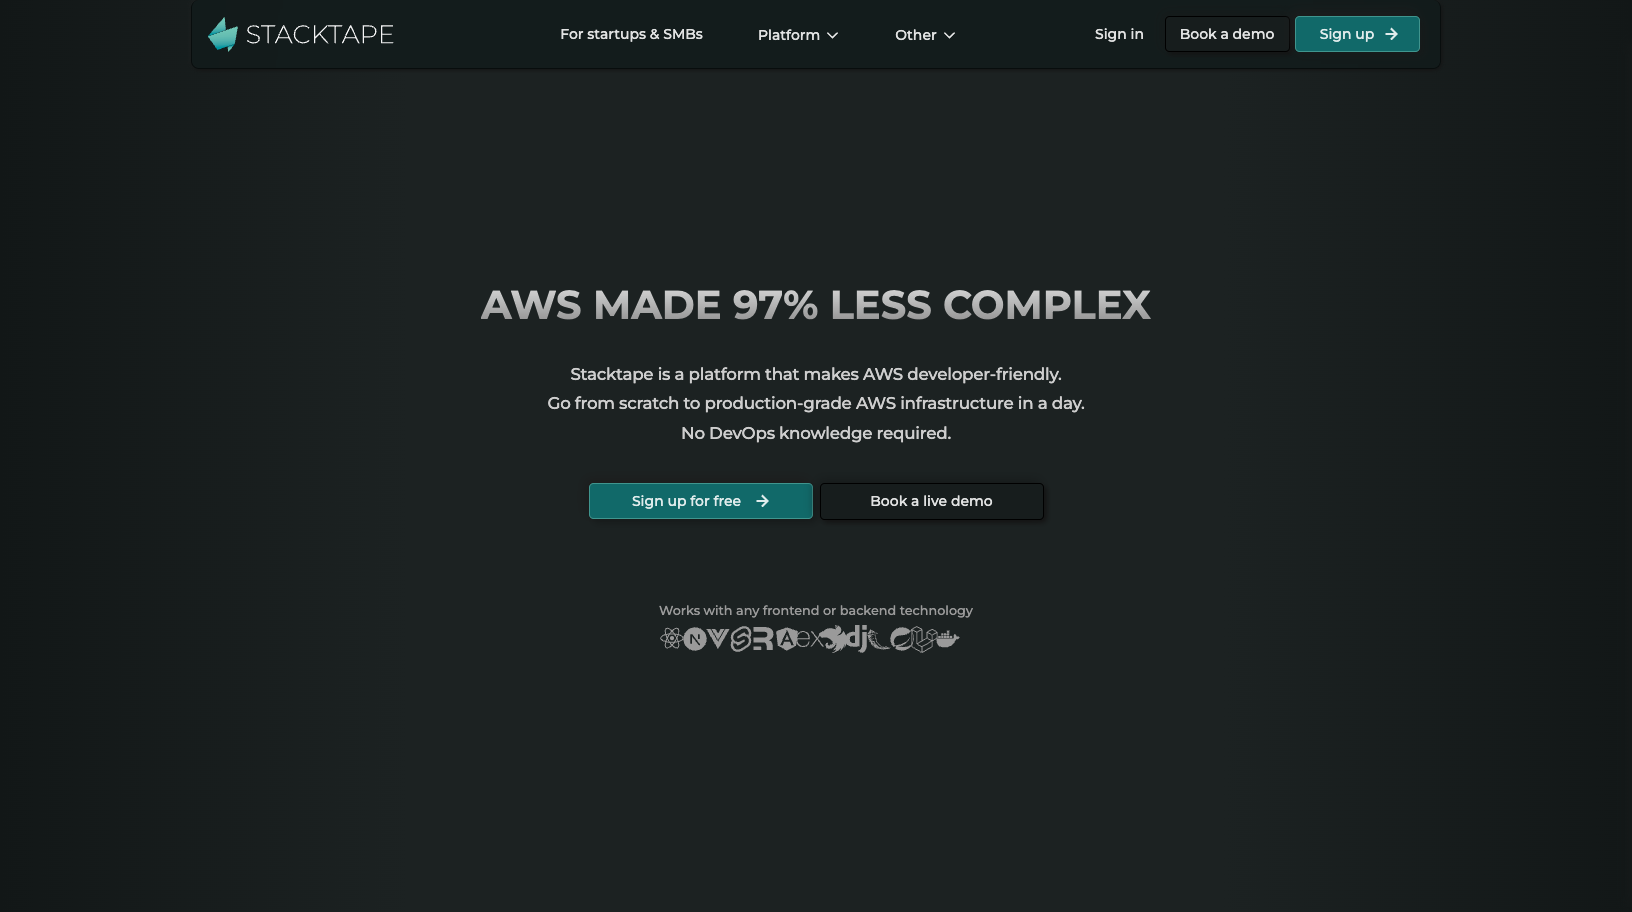 STACKTAPE
For startups & SMBs
Platform
Other
Sign in
Book a demo
Sign up
AWS MADE 97% LESS COMPLEX
Stacktape is a platform that makes AWS developer-friendly.
Go from scratch to production-grade AWS infrastructure in a day.
No DevOps knowledge required.
Sign up for free
Book a live demo
Works with any frontend or backend technology
N
R
A
ex
dj